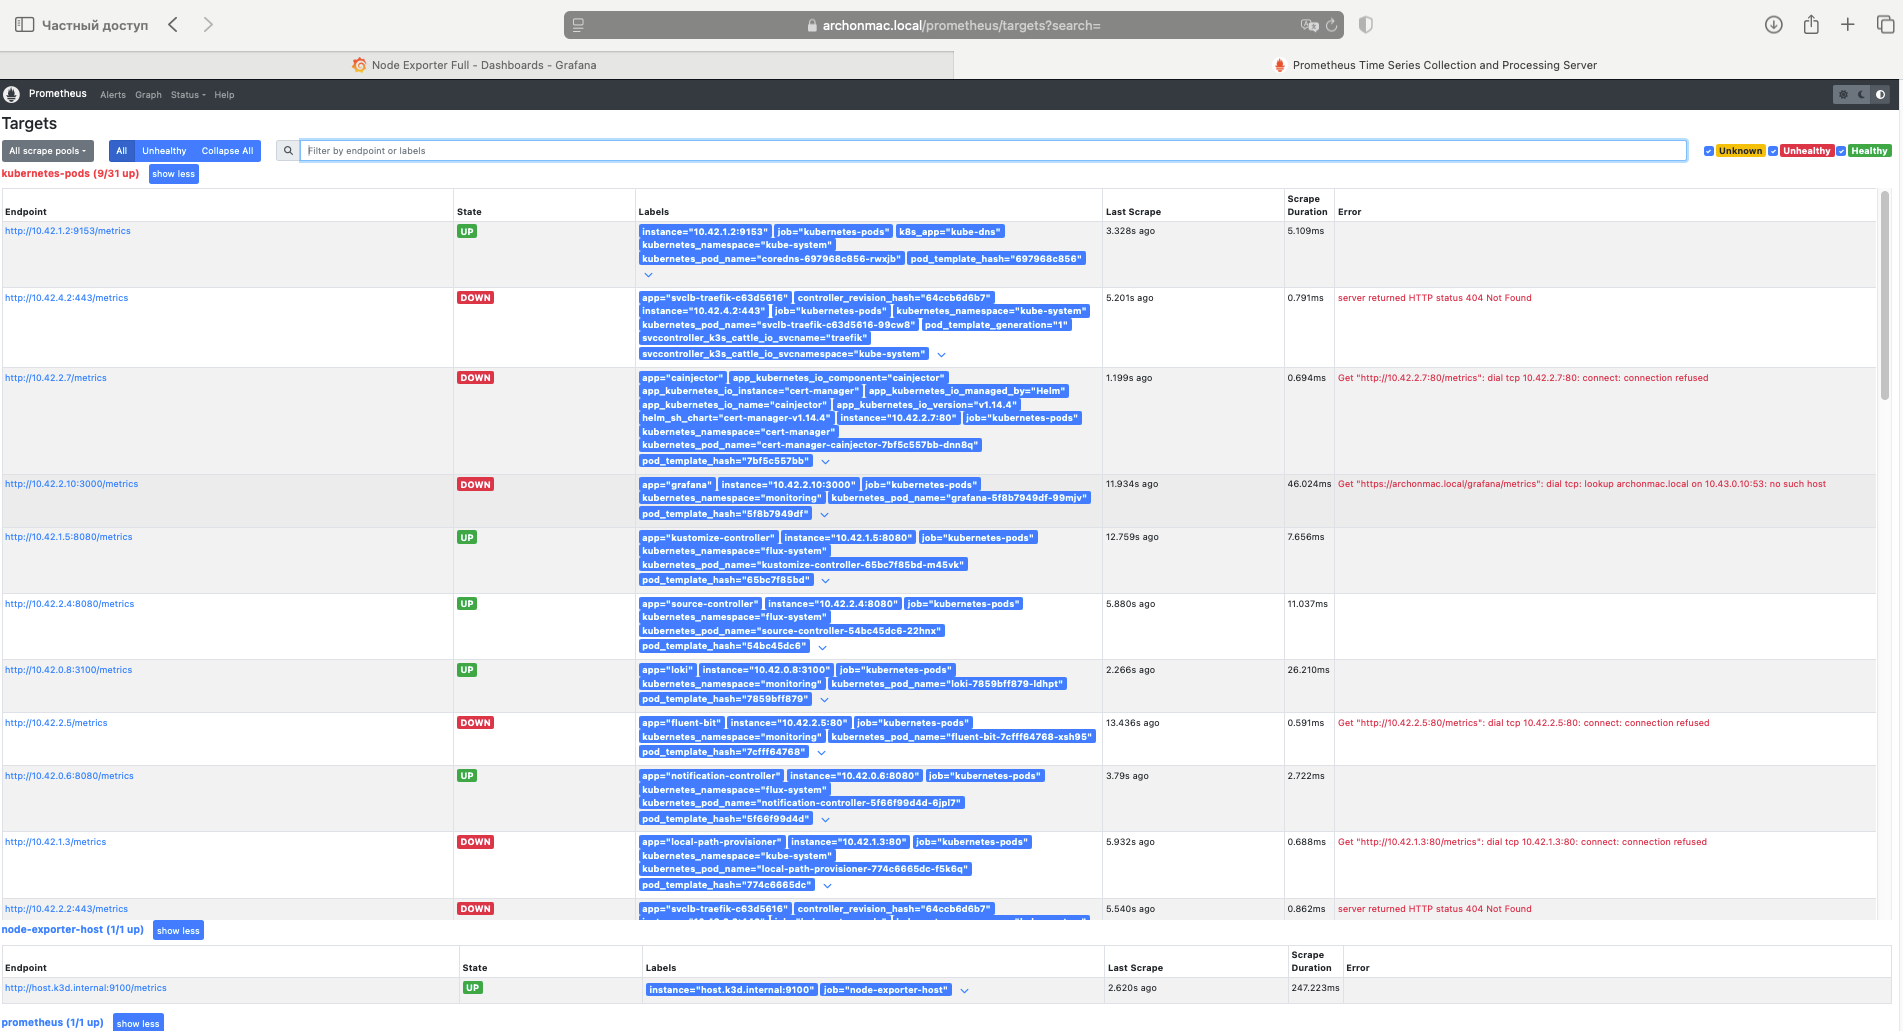 Частный доступ
archonmac.local/prometheus/targets?search=
Node Exporter Full - Dashboards - Grafana
Prometheus Time Series Collection and Processing Server
Prometheus Alerts Graph Status Help
Targets
All scrape pools All Unhealthy Collapse All Filter by endpoint or labels Unknown Unhealthy Healthy
kubernetes-pods (9/31 up) show less
Endpoint State Labels Last Scrape Scrape Duration Error
http://10.42.1.2:9153/metrics UP instance="10.42.1.2:9153" job="kubernetes-pods" k8s_app="kube-dns" 3.328s ago 5.109ms
kubernetes_namespace="kube-system"
kubernetes_pod_name="coredns-697968c856-rwxjb" pod_template_hash="697968c856"
http://10.42.4.2:443/metrics DOWN app="svclb-traefik-c63d5616" controller_revision_hash="64ccb6d6b7" 5.201s ago 0.791ms server returned HTTP status 404 Not Found
instance="10.42.4.2:443" job="kubernetes-pods" kubernetes_namespace="kube-system"
kubernetes_pod_name="svclb-traefik-c63d5616-99cw8" pod_template_generation="1"
svccontroller_k3s_cattle_io_svcname="traefik"
svccontroller_k3s_cattle_io_svcnamespace="kube-system"
http://10.42.2.7/metrics DOWN app="cainjector" app_kubernetes_io_component="cainjector" 1.199s ago 0.694ms Get "http://10.42.2.7:80/metrics": dial tcp 10.42.2.7:80: connect: connection refused
app_kubernetes_io_instance="cert-manager" app_kubernetes_io_managed_by="Helm"
app_kubernetes_io_name="cainjector" app_kubernetes_io_version="v1.14.4"
helm_sh_chart="cert-manager-v1.14.4" instance="10.42.2.7:80" job="kubernetes-pods"
kubernetes_namespace="cert-manager"
kubernetes_pod_name="cert-manager-cainjector-7bf5c557bb-dnn8q"
pod_template_hash="7bf5c557bb"
http://10.42.2.10:3000/metrics DOWN app="grafana" instance="10.42.2.10:3000" job="kubernetes-pods" 11.934s ago 46.024ms Get "https://archonmac.local/grafana/metrics": dial tcp: lookup archonmac.local on 10.43.0.10:53: no such host
kubernetes_namespace="monitoring" kubernetes_pod_name="grafana-5f8b7949df-99mjv"
pod_template_hash="5f8b7949df"
http://10.42.1.5:8080/metrics UP app="kustomize-controller" instance="10.42.1.5:8080" job="kubernetes-pods" 12.759s ago 7.656ms
kubernetes_namespace="flux-system"
kubernetes_pod_name="kustomize-controller-65bc7f85bd-m45vk"
pod_template_hash="65bc7f85bd"
http://10.42.2.4:8080/metrics UP app="source-controller" instance="10.42.2.4:8080" job="kubernetes-pods" 5.880s ago 11.037ms
kubernetes_namespace="flux-system"
kubernetes_pod_name="source-controller-54bc45dc6-22hnx"
pod_template_hash="54bc45dc6"
http://10.42.0.8:3100/metrics UP app="loki" instance="10.42.0.8:3100" job="kubernetes-pods" 2.266s ago 26.210ms
kubernetes_namespace="monitoring" kubernetes_pod_name="loki-7859bff879-ldhpt"
pod_template_hash="7859bff879"
http://10.42.2.5/metrics DOWN app="fluent-bit" instance="10.42.2.5:80" job="kubernetes-pods" 13.436s ago 0.591ms Get "http://10.42.2.5:80/metrics": dial tcp 10.42.2.5:80: connect: connection refused
kubernetes_namespace="monitoring" kubernetes_pod_name="fluent-bit-7cfff64768-xsh95"
pod_template_hash="7cfff64768"
http://10.42.0.6:8080/metrics UP app="notification-controller" instance="10.42.0.6:8080" job="kubernetes-pods" 3.79s ago 2.722ms
kubernetes_namespace="flux-system"
kubernetes_pod_name="notification-controller-5f66f99d4d-6jpl7"
pod_template_hash="5f66f99d4d"
http://10.42.1.3/metrics DOWN app="local-path-provisioner" instance="10.42.1.3:80" job="kubernetes-pods" 5.932s ago 0.688ms Get "http://10.42.1.3:80/metrics": dial tcp 10.42.1.3:80: connect: connection refused
kubernetes_namespace="kube-system"
kubernetes_pod_name="local-path-provisioner-774c6665dc-f5k6q"
pod_template_hash="774c6665dc"
http://10.42.2.2:443/metrics DOWN app="svclb-traefik-c63d5616" controller_revision_hash="64ccb6d6b7" 5.540s ago 0.862ms server returned HTTP status 404 Not Found
node-exporter-host (1/1 up) show less
Endpoint State Labels Last Scrape Scrape Duration Error
http://host.k3d.internal:9100/metrics UP instance="host.k3d.internal:9100" job="node-exporter-host" 2.620s ago 247.223ms
prometheus (1/1 up) show less